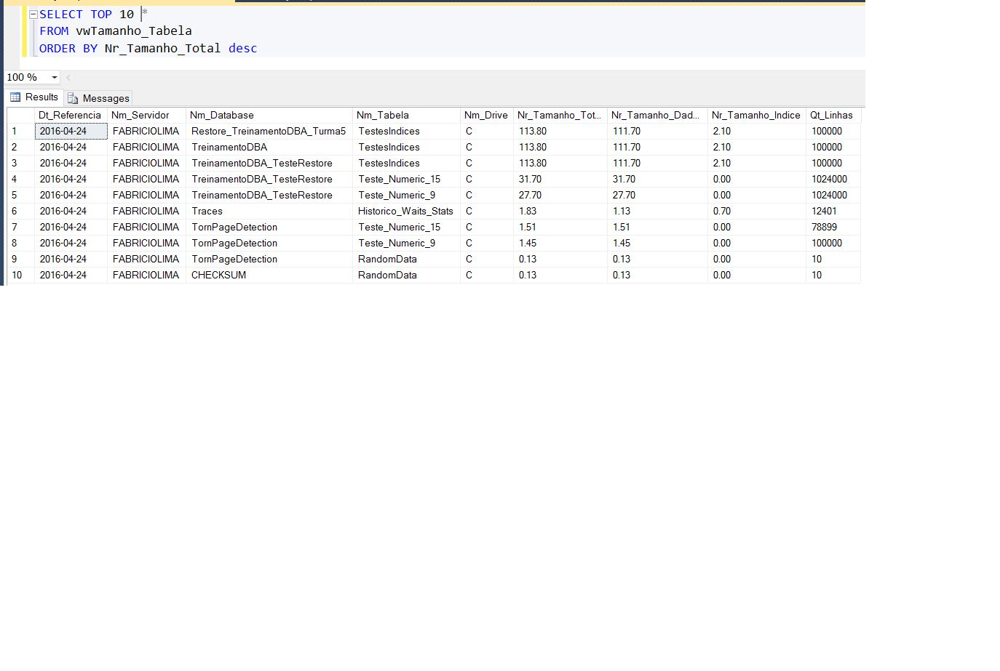 SELECT TOP 10 *
FROM vwTamanho_Tabela
ORDER BY Nr_Tamanho_Total desc
100 %
Results Messages
Dt_Referencia Nm_Servidor Nm_Database Nm_Tabela Nm_Drive Nr_Tamanho_Tot... Nr_Tamanho_Dad... Nr_Tamanho_Indice Qt_Linhas
1 2016-04-24 FABRICIOLIMA Restore_TreinamentoDBA_Turma5 TestesIndices C 113.80 111.70 2.10 100000
2 2016-04-24 FABRICIOLIMA TreinamentoDBA TestesIndices C 113.80 111.70 2.10 100000
3 2016-04-24 FABRICIOLIMA TreinamentoDBA_TesteRestore TestesIndices C 113.80 111.70 2.10 100000
4 2016-04-24 FABRICIOLIMA TreinamentoDBA_TesteRestore Teste_Numeric_15 C 31.70 31.70 0.00 1024000
5 2016-04-24 FABRICIOLIMA TreinamentoDBA_TesteRestore Teste_Numeric_9 C 27.70 27.70 0.00 1024000
6 2016-04-24 FABRICIOLIMA Traces Historico_Waits_Stats C 1.83 1.13 0.70 12401
7 2016-04-24 FABRICIOLIMA TornPageDetection Teste_Numeric_15 C 1.51 1.51 0.00 78899
8 2016-04-24 FABRICIOLIMA TornPageDetection Teste_Numeric_9 C 1.45 1.45 0.00 100000
9 2016-04-24 FABRICIOLIMA TornPageDetection RandomData C 0.13 0.13 0.00 10
10 2016-04-24 FABRICIOLIMA CHECKSUM RandomData C 0.13 0.13 0.00 10